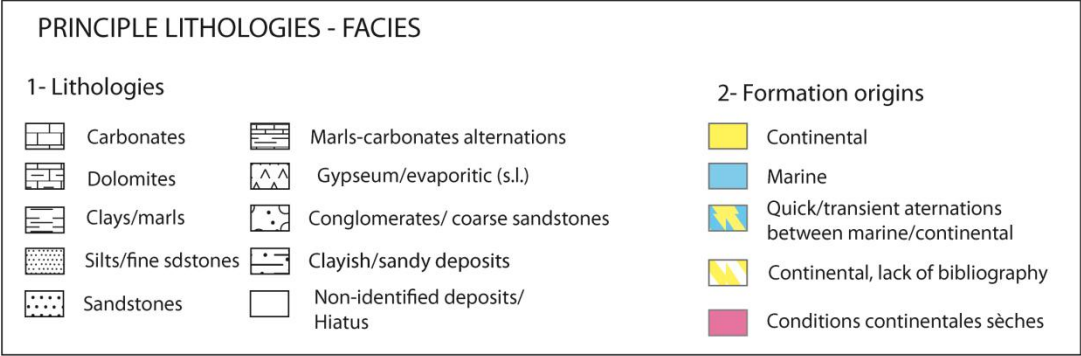 PRINCIPLE LITHOLOGIES - FACIES
1- Lithologies
Carbonates
Dolomites
Clays/marls
Silts/fine sdstones
Sandstones
Marls-carbonates alternations
Gypseum/evaporitic (s.l.)
Conglomerates/ coarse sandstones
Clayish/sandy deposits
Non-identified deposits/
Hiatus
2- Formation origins
Continental
Marine
Quick/transient aternations
between marine/continental
Continental, lack of bibliography
Conditions continentales sèches